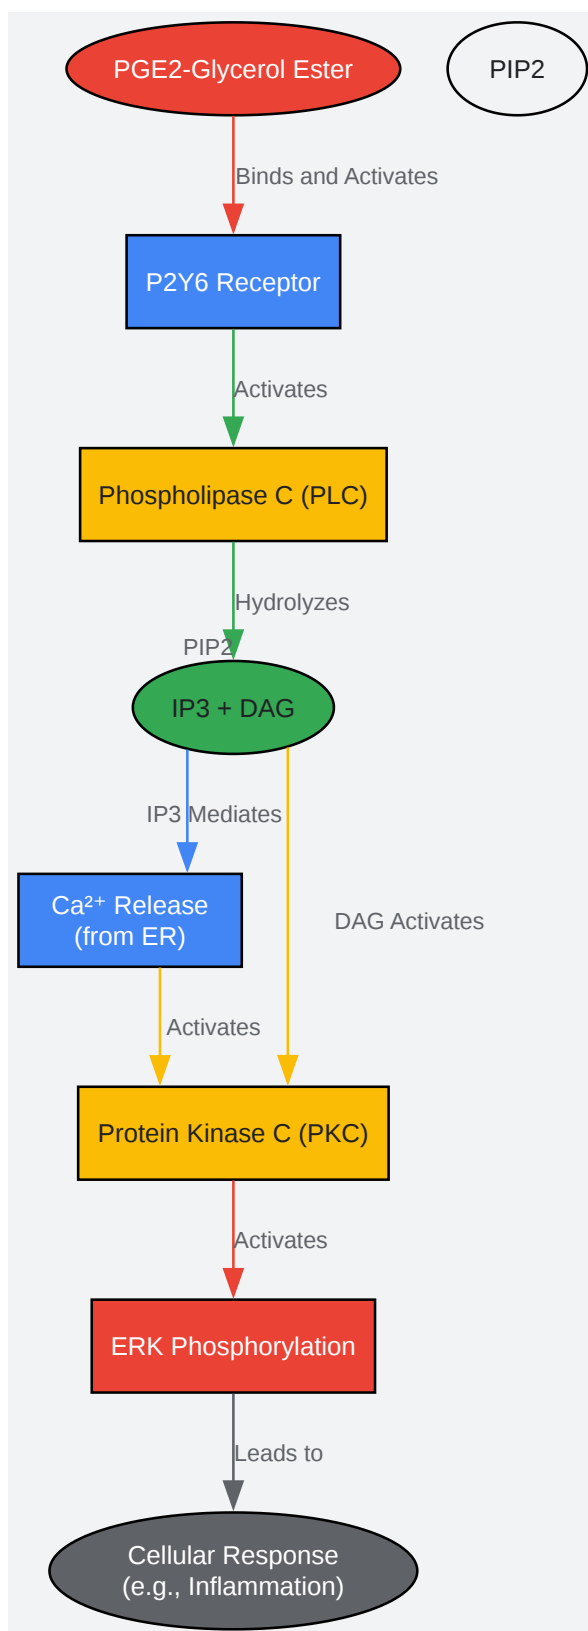 PGE2-Glycerol Ester
PIP2
Binds and Activates
P2Y6 Receptor
Activates
Phospholipase C (PLC)
Hydrolyzes
PIP2
IP3 + DAG
IP3 Mediates
Ca²⁺ Release
(from ER)
DAG Activates
Activates
Protein Kinase C (PKC)
Activates
ERK Phosphorylation
Leads to
Cellular Response
(e.g., Inflammation)